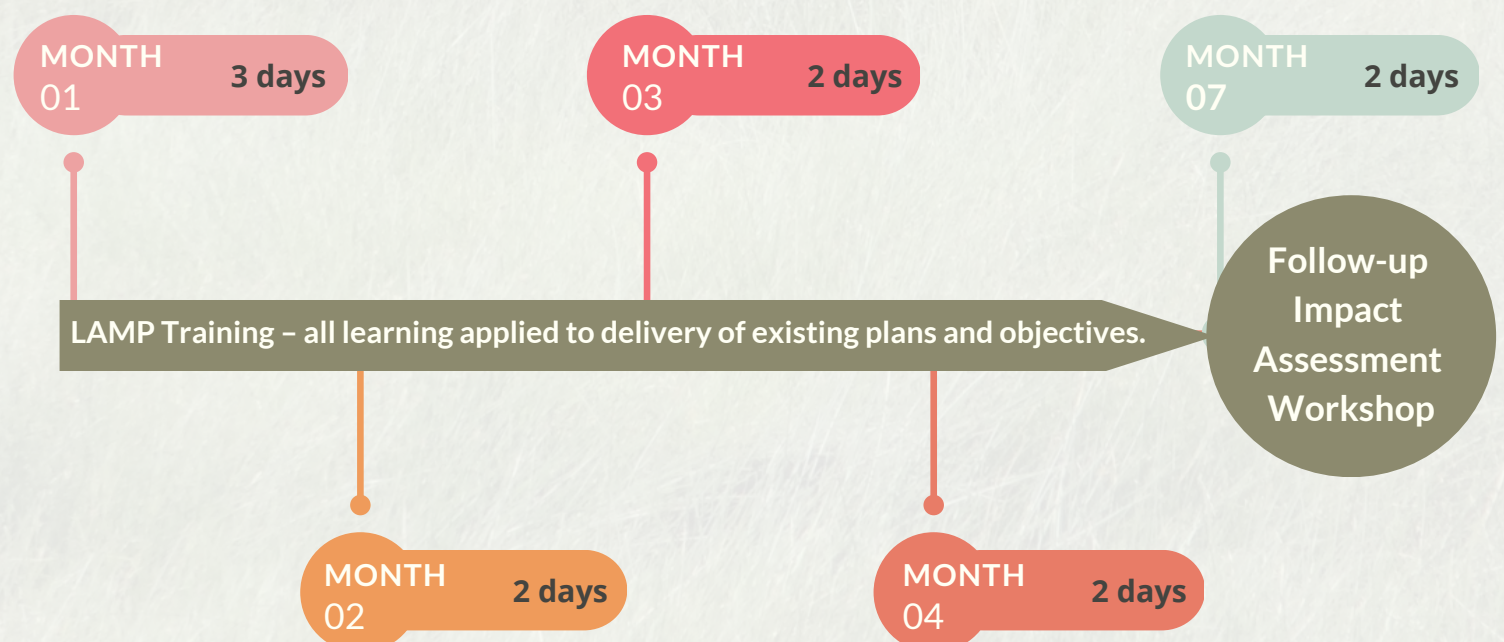 MONTH
01
3 days
MONTH
03
2 days
MONTH
07
2 days
LAMP Training – all learning applied to delivery of existing plans and objectives.
Follow-up
Impact
Assessment
Workshop
MONTH
02
2 days
MONTH
04
2 days